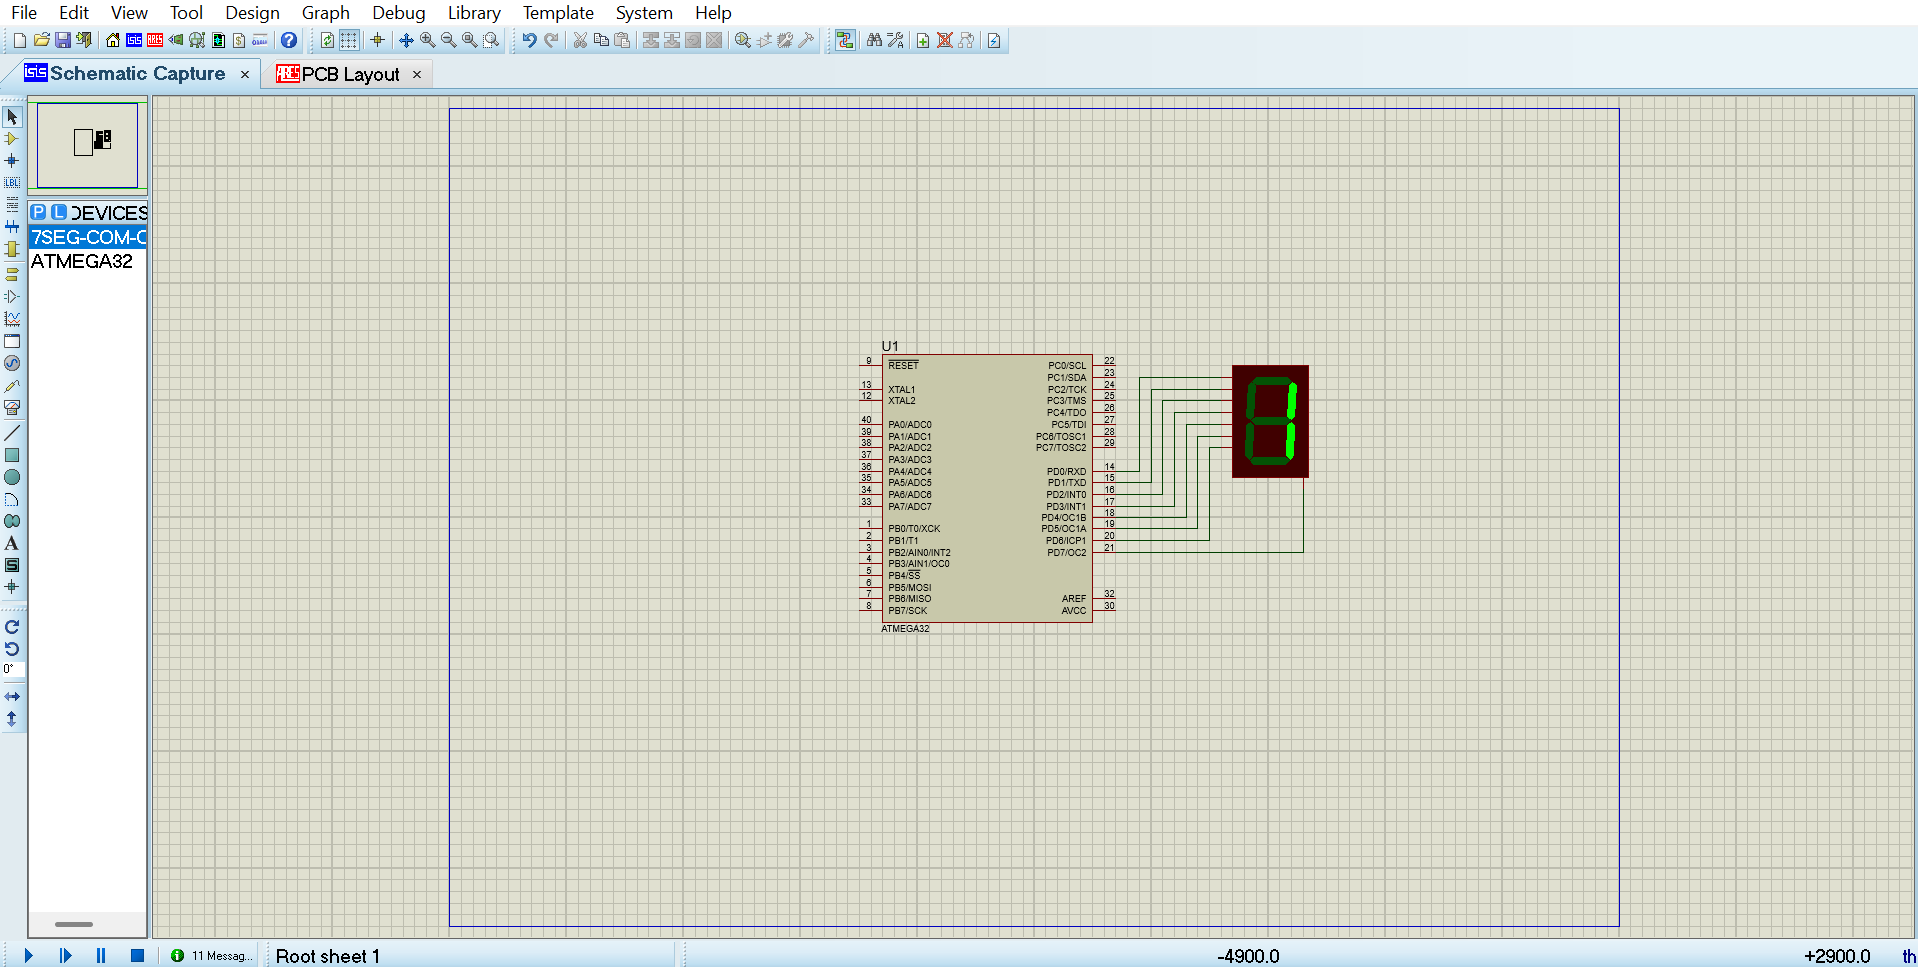 File Edit View Tool Design Graph Debug Library Template System Help
isis ARES
ISIS Schematic Capture × ARES PCB Layout ×
LBL
P L DEVICES
7SEG-COM-C
ATMEGA32
A
S
0°
U1
9 RESET
13 XTAL1
12 XTAL2
40 PA0/ADC0
39 PA1/ADC1
38 PA2/ADC2
37 PA3/ADC3
36 PA4/ADC4
35 PA5/ADC5
34 PA6/ADC6
33 PA7/ADC7
1 PB0/T0/XCK
2 PB1/T1
3 PB2/AIN0/INT2
4 PB3/AIN1/OC0
5 PB4/SS
6 PB5/MOSI
7 PB6/MISO
8 PB7/SCK
PC0/SCL 22
PC1/SDA 23
PC2/TCK 24
PC3/TMS 25
PC4/TDO 26
PC5/TDI 27
PC6/TOSC1 28
PC7/TOSC2 29
PD0/RXD 14
PD1/TXD 15
PD2/INT0 16
PD3/INT1 17
PD4/OC1B 18
PD5/OC1A 19
PD6/ICP1 20
PD7/OC2 21
AREF 32
AVCC 30
ATMEGA32
1
11 Messag... Root sheet 1 -4900.0 +2900.0 th